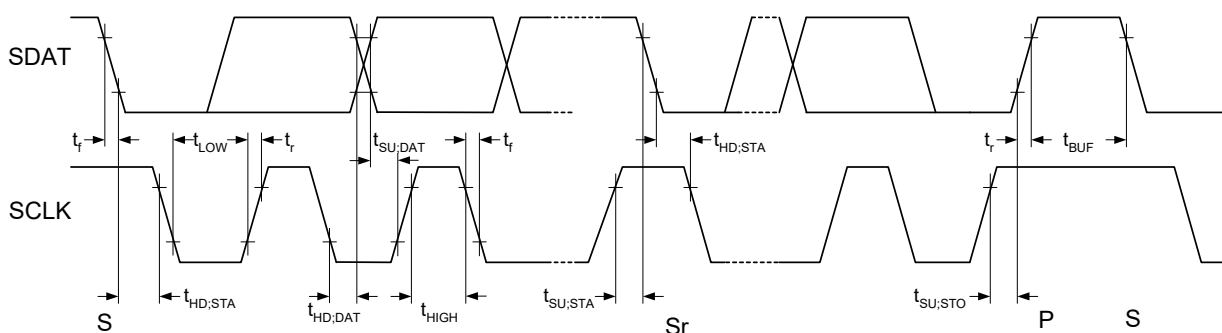 SDAT
t_f t_LOW t_r t_SU;DAT t_f t_HD;STA t_r t_BUF
SCLK
t_HD;STA t_HD;DAT t_HIGH t_SU;STA t_SU;STO
S Sr P S